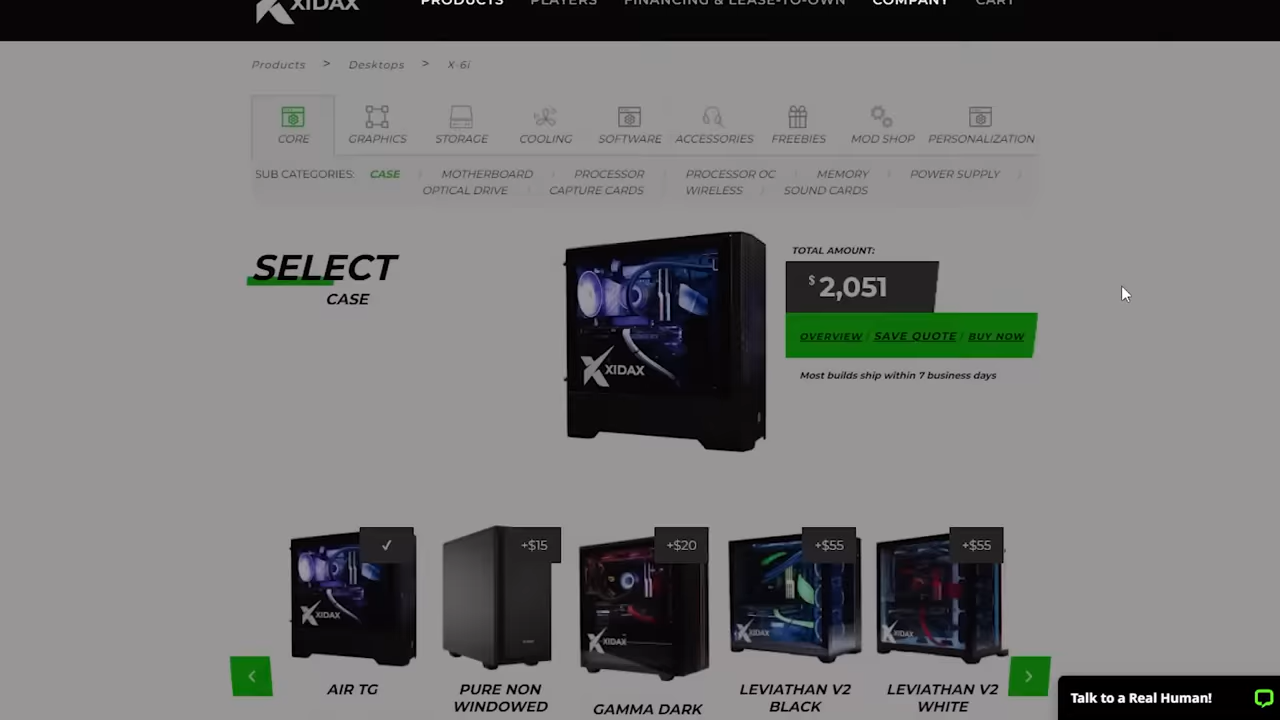 XIDAX
PRODUCTS PLAYERS FINANCING & LEASE-TO-OWN COMPANY CART
Products > Desktops > X-6i
CORE GRAPHICS STORAGE COOLING SOFTWARE ACCESSORIES FREEBIES MOD SHOP PERSONALIZATION
SUB CATEGORIES: CASE / MOTHERBOARD / PROCESSOR / PROCESSOR OC / MEMORY / POWER SUPPLY /
OPTICAL DRIVE / CAPTURE CARDS / WIRELESS / SOUND CARDS
SELECT
CASE
XIDAX
TOTAL AMOUNT:
$2,051
OVERVIEW / SAVE QUOTE / BUY NOW
Most builds ship within 7 business days
✓ +$15 +$20 +$55 +$55
XIDAX XIDAX XIDAX XIDAX
AIR TG
PURE NON
WINDOWED
GAMMA DARK
LEVIATHAN V2
BLACK
LEVIATHAN V2
WHITE
Talk to a Real Human!